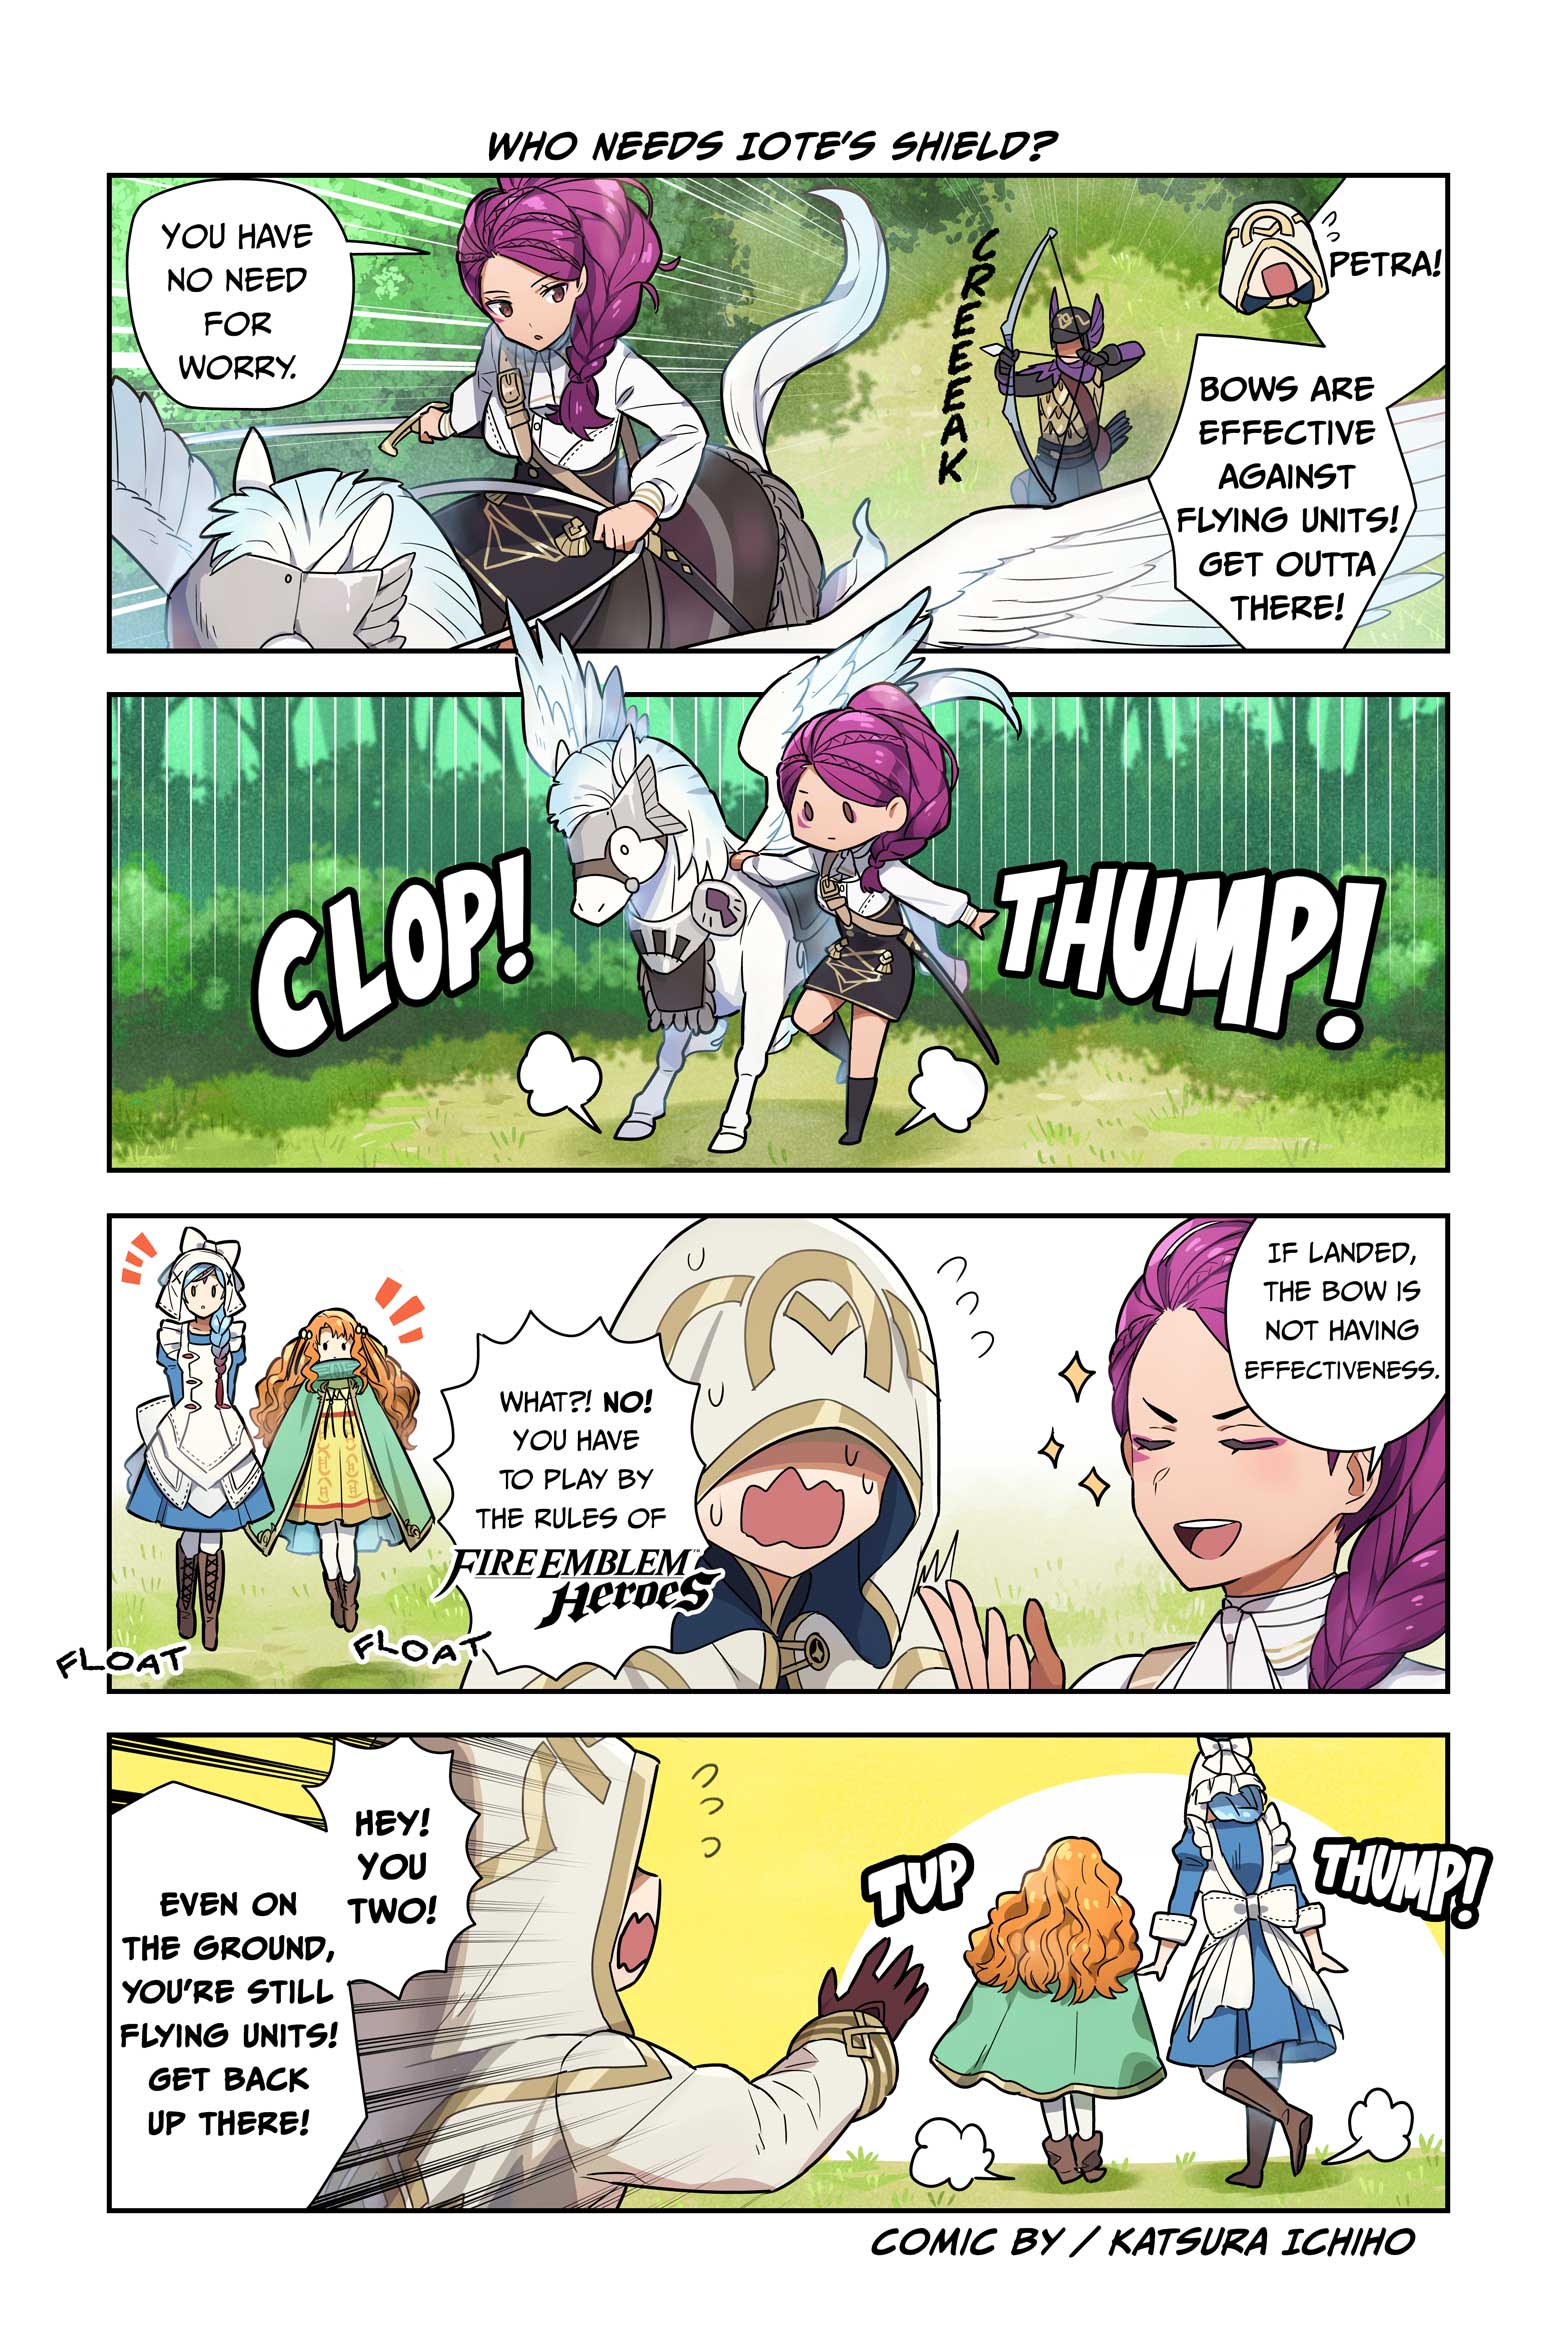 WHO NEEDS IOTE'S SHIELD?
YOU HAVE
NO NEED
FOR
WORRY.
CREEEEAK
PETRA!
BOWS ARE
EFFECTIVE
AGAINST
FLYING UNITS!
GET OUTTA
THERE!
CLOP!
THUMP!
IF LANDED,
THE BOW IS
NOT HAVING
EFFECTIVENESS.
WHAT?! NO!
YOU HAVE
TO PLAY BY
THE RULES OF
FIRE EMBLEM™
Heroes
FLOAT
FLOAT
HEY!
YOU
TWO!
EVEN ON
THE GROUND,
YOU'RE STILL
FLYING UNITS!
GET BACK
UP THERE!
TUP
THUMP!
COMIC BY / KATSURA ICHIHO